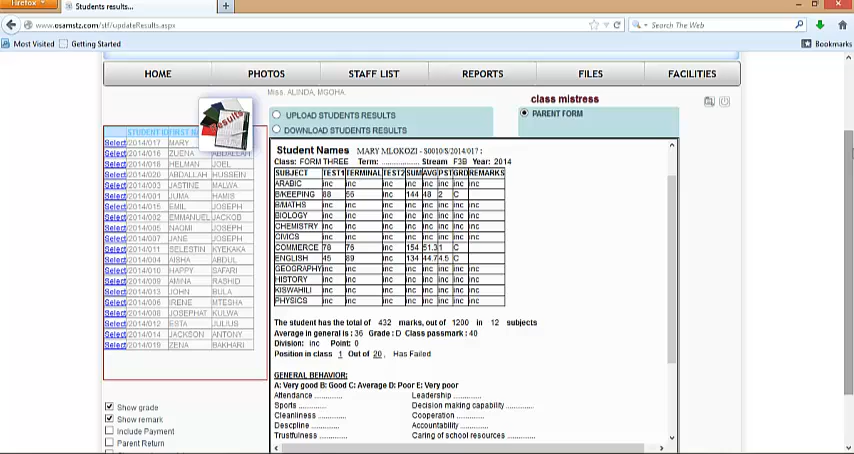 Firefox
Students results...
+
www.osamstz.com/stf/updateResults.aspx
Search The Web
Most Visited Getting Started
Bookmarks
HOME PHOTOS STAFF LIST REPORTS FILES FACILITIES
Miss. ALINDA, MGOHA.
class mistress
UPLOAD STUDENTS RESULTS
DOWNLOAD STUDENTS RESULTS
PARENT FORM
Results
STUDENT ID FIRST NA
Select 2014/017 MARY
Select 2014/016 ZUENA ABDALLAH
Select 2014/018 HELMAN JOEL
Select 2014/020 ABDALLAH HUSSEIN
Select 2014/003 JASTINE MALWA
Select 2014/001 JUMA HAMIS
Select 2014/015 EMIL JOSEPH
Select 2014/002 EMMANUEL JACKOB
Select 2014/005 NAOMI JOSEPH
Select 2014/007 JANE JOSEPH
Select 2014/011 SELESTIN KYEKAKA
Select 2014/004 AISHA ABDUL
Select 2014/010 HAPPY SAFARI
Select 2014/009 AMINA RASHID
Select 2014/013 JOHN BULA
Select 2014/006 IRENE MTESHA
Select 2014/008 JOSEPHAT KULWA
Select 2014/012 ESTA JULIUS
Select 2014/014 JACKSON ANTONY
Select 2014/019 ZENA BAKHARI
Show grade
Show remark
Include Payment
Parent Return
Student Names MARY MLOKOZI - S0010/S/2014/017 ;
Class: FORM THREE Term: .................. Stream F3B Year: 2014
SUBJECT TEST1 TERMINAL TEST2 SUM AVG PST GRD REMARKS
ARABIC inc inc inc inc inc inc inc inc
B/KEEPING 88 56 144 48 2 C
B/MATHS inc inc inc inc inc inc inc inc
BIOLOGY inc inc inc inc inc inc inc inc
CHEMISTRY inc inc inc inc inc inc inc inc
CIVICS inc inc inc inc inc inc inc inc
COMMERCE 78 76 154 51.3 1 C
ENGLISH 45 89 134 44.7 4.5 C
GEOGRAPHY inc inc inc inc inc inc inc inc
HISTORY inc inc inc inc inc inc inc inc
KISWAHILI inc inc inc inc inc inc inc inc
PHYSICS inc inc inc inc inc inc inc inc
The student has the total of 432 marks, out of 1200 in 12 subjects
Average in general is : 36 Grade : D Class passmark : 40
Division: inc Point: 0
Position in class 1 Out of 20 , Has Failed
GENERAL BEHAVIOR:
A: Very good B: Good C: Average D: Poor E: Very poor
Attendance ............ Leadership ............
Sports .................. Decision making capability ............
Cleanliness ............ Cooperation ..............
Descpline ............ Accountability ............
Trustfulness ............ Caring of school resources ............